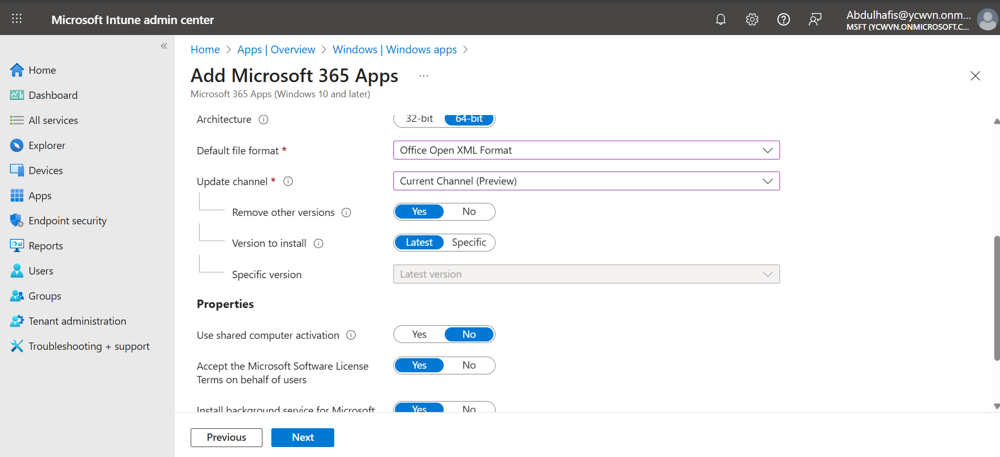 Microsoft Intune admin center
Abdulhafis@ycwvn.onm...
MSFT (YCWVN.ONMICROSOFT.C...
Home
Dashboard
All services
Explorer
Devices
Apps
Endpoint security
Reports
Users
Groups
Tenant administration
Troubleshooting + support
Home > Apps | Overview > Windows | Windows apps >
Add Microsoft 365 Apps ...
Microsoft 365 Apps (Windows 10 and later)
Architecture 32-bit 64-bit
Default file format * Office Open XML Format
Update channel * Current Channel (Preview)
Remove other versions Yes No
Version to install Latest Specific
Specific version Latest version
Properties
Use shared computer activation Yes No
Accept the Microsoft Software License Yes No
Terms on behalf of users
Install background service for Microsoft Yes No
Previous Next